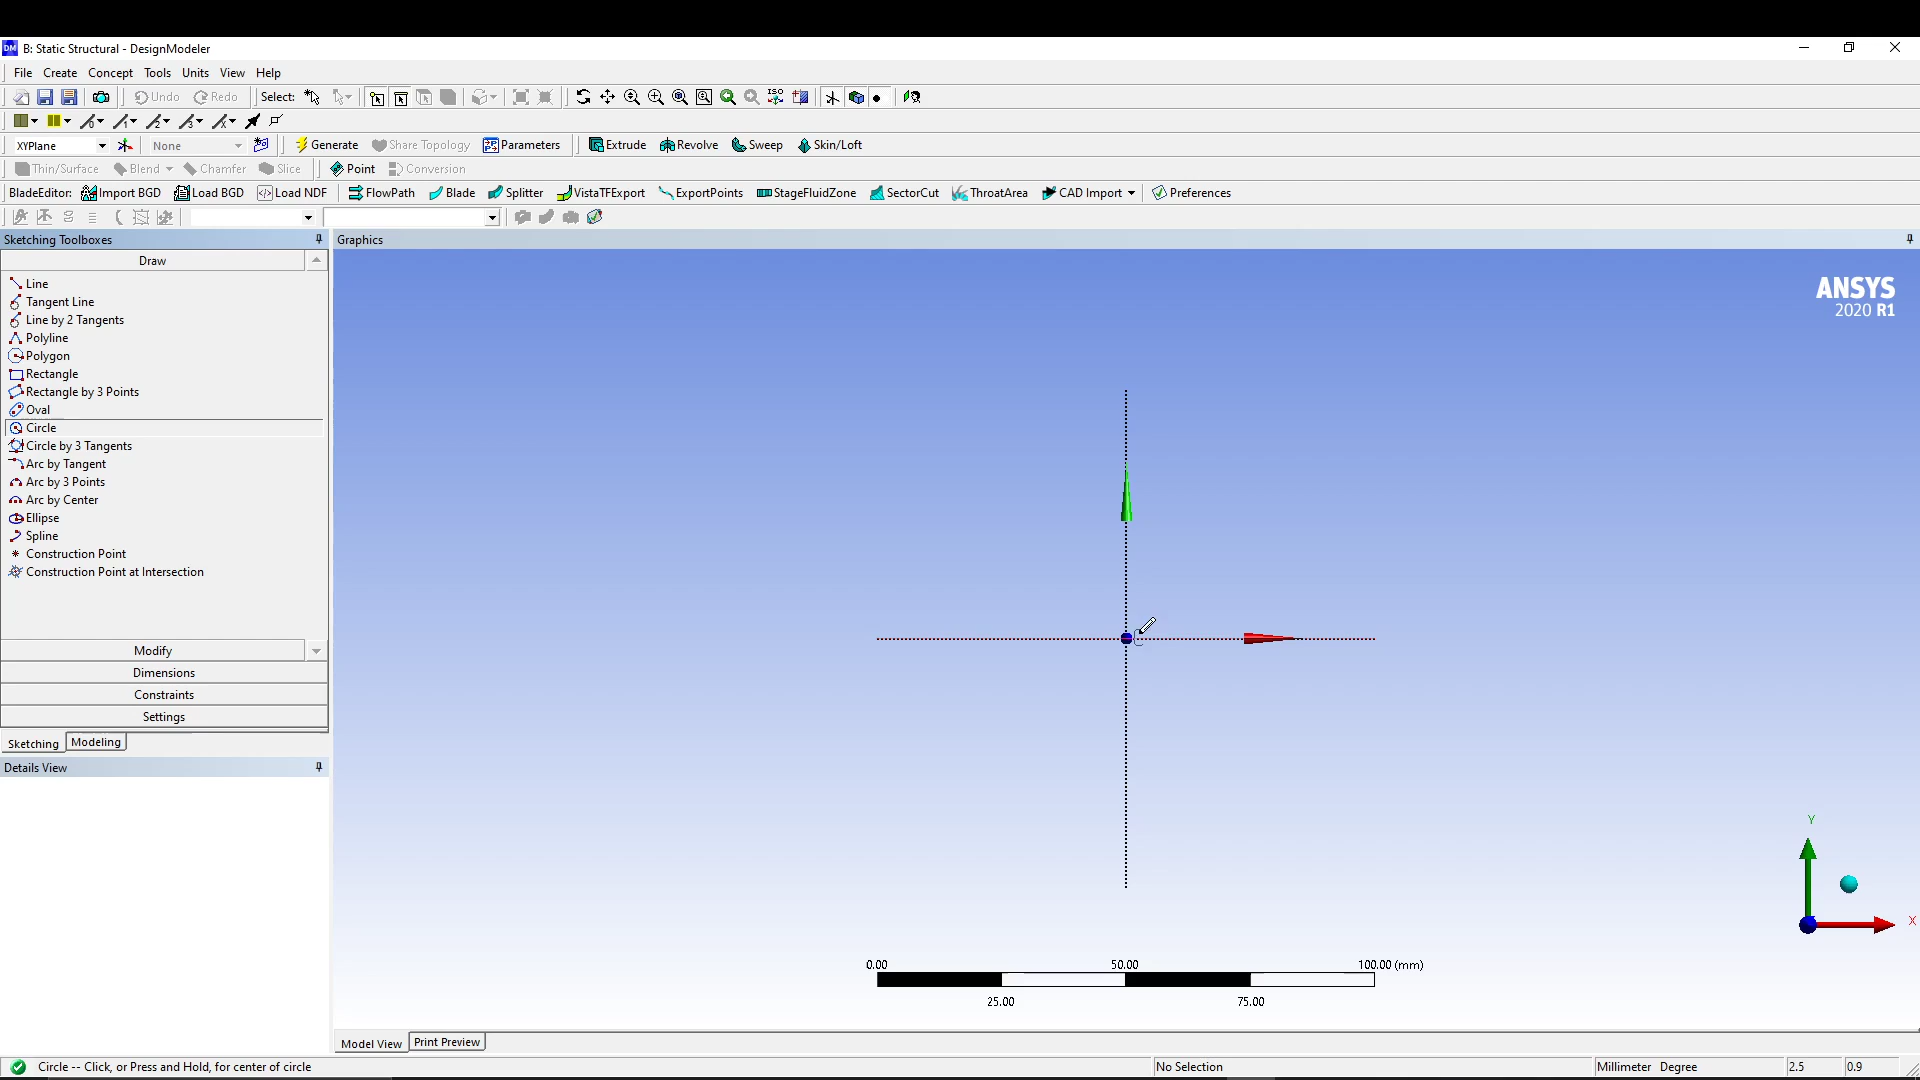 DM B: Static Structural - DesignModeler
File Create Concept Tools Units View Help
Undo Redo Select: ISO
XYPlane None Generate Share Topology Parameters Extrude Revolve Sweep Skin/Loft
Thin/Surface Blend Chamfer Slice Point Conversion
BladeEditor: Import BGD Load BGD Load NDF FlowPath Blade Splitter VistaTFExport ExportPoints StageFluidZone SectorCut ThroatArea CAD Import Preferences
Sketching Toolboxes
Graphics
Draw
Line
Tangent Line
Line by 2 Tangents
Polyline
Polygon
Rectangle
Rectangle by 3 Points
Oval
Circle
Circle by 3 Tangents
Arc by Tangent
Arc by 3 Points
Arc by Center
Ellipse
Spline
Construction Point
Construction Point at Intersection
Modify
Dimensions
Constraints
Settings
Sketching Modeling
Details View
ANSYS
2020 R1
Y
X
0.00 50.00 100.00 (mm)
25.00 75.00
Model View Print Preview
Circle -- Click, or Press and Hold, for center of circle No Selection Millimeter Degree 2.5 0.9